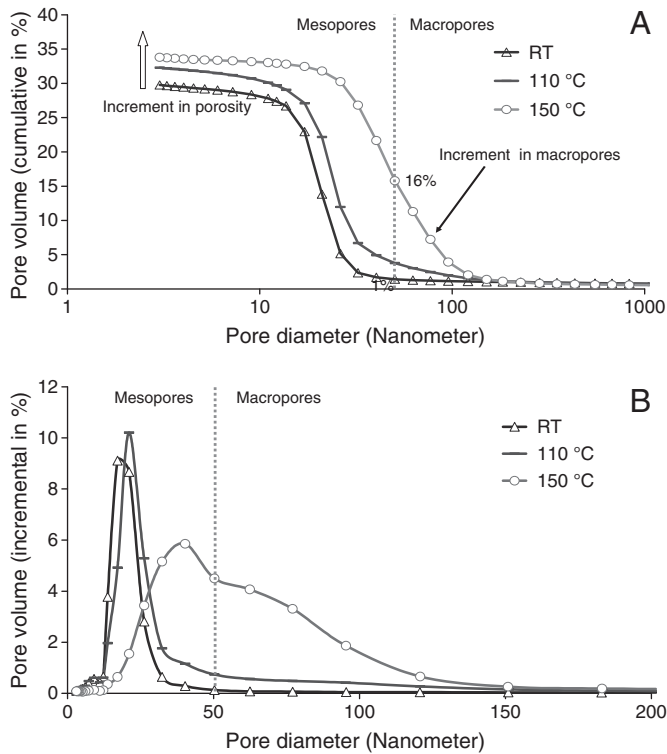 A
40
35
30
25
20
15
10
5
0
Pore volume (cumulative in %)
Mesopores
Macropores
RT
110 °C
150 °C
Increment in porosity
Increment in macropores
16%
1%
1
10
100
1000
Pore diameter (Nanometer)
B
12
10
8
6
4
2
0
Pore volume (incremental in %)
Mesopores
Macropores
RT
110 °C
150 °C
0
50
100
150
200
Pore diameter (Nanometer)